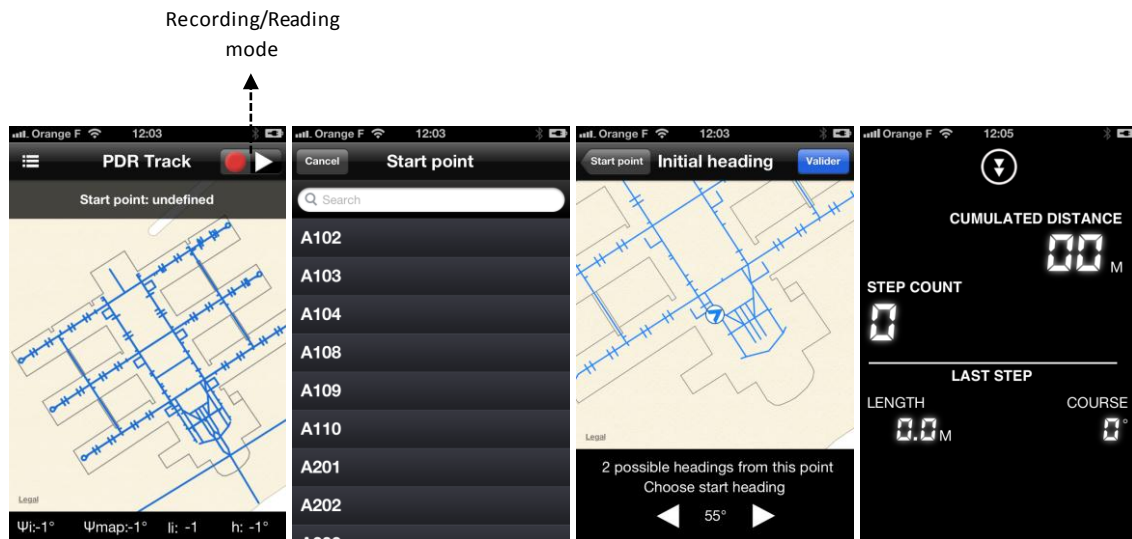 Recording/Reading
mode
Orange F 12:03
PDR Track
Start point: undefined
Legal
Ψi:-1° Ψmap:-1° li: -1 h: -1°
Orange F 12:03
Cancel Start point
Search
A102
A103
A104
A108
A109
A110
A201
A202
Orange F 12:03
Start point Initial heading Valider
Legal
2 possible headings from this point
Choose start heading
55°
Orange F 12:05
CUMULATED DISTANCE
00 M
STEP COUNT
0
LAST STEP
LENGTH COURSE
0.0 M 0°